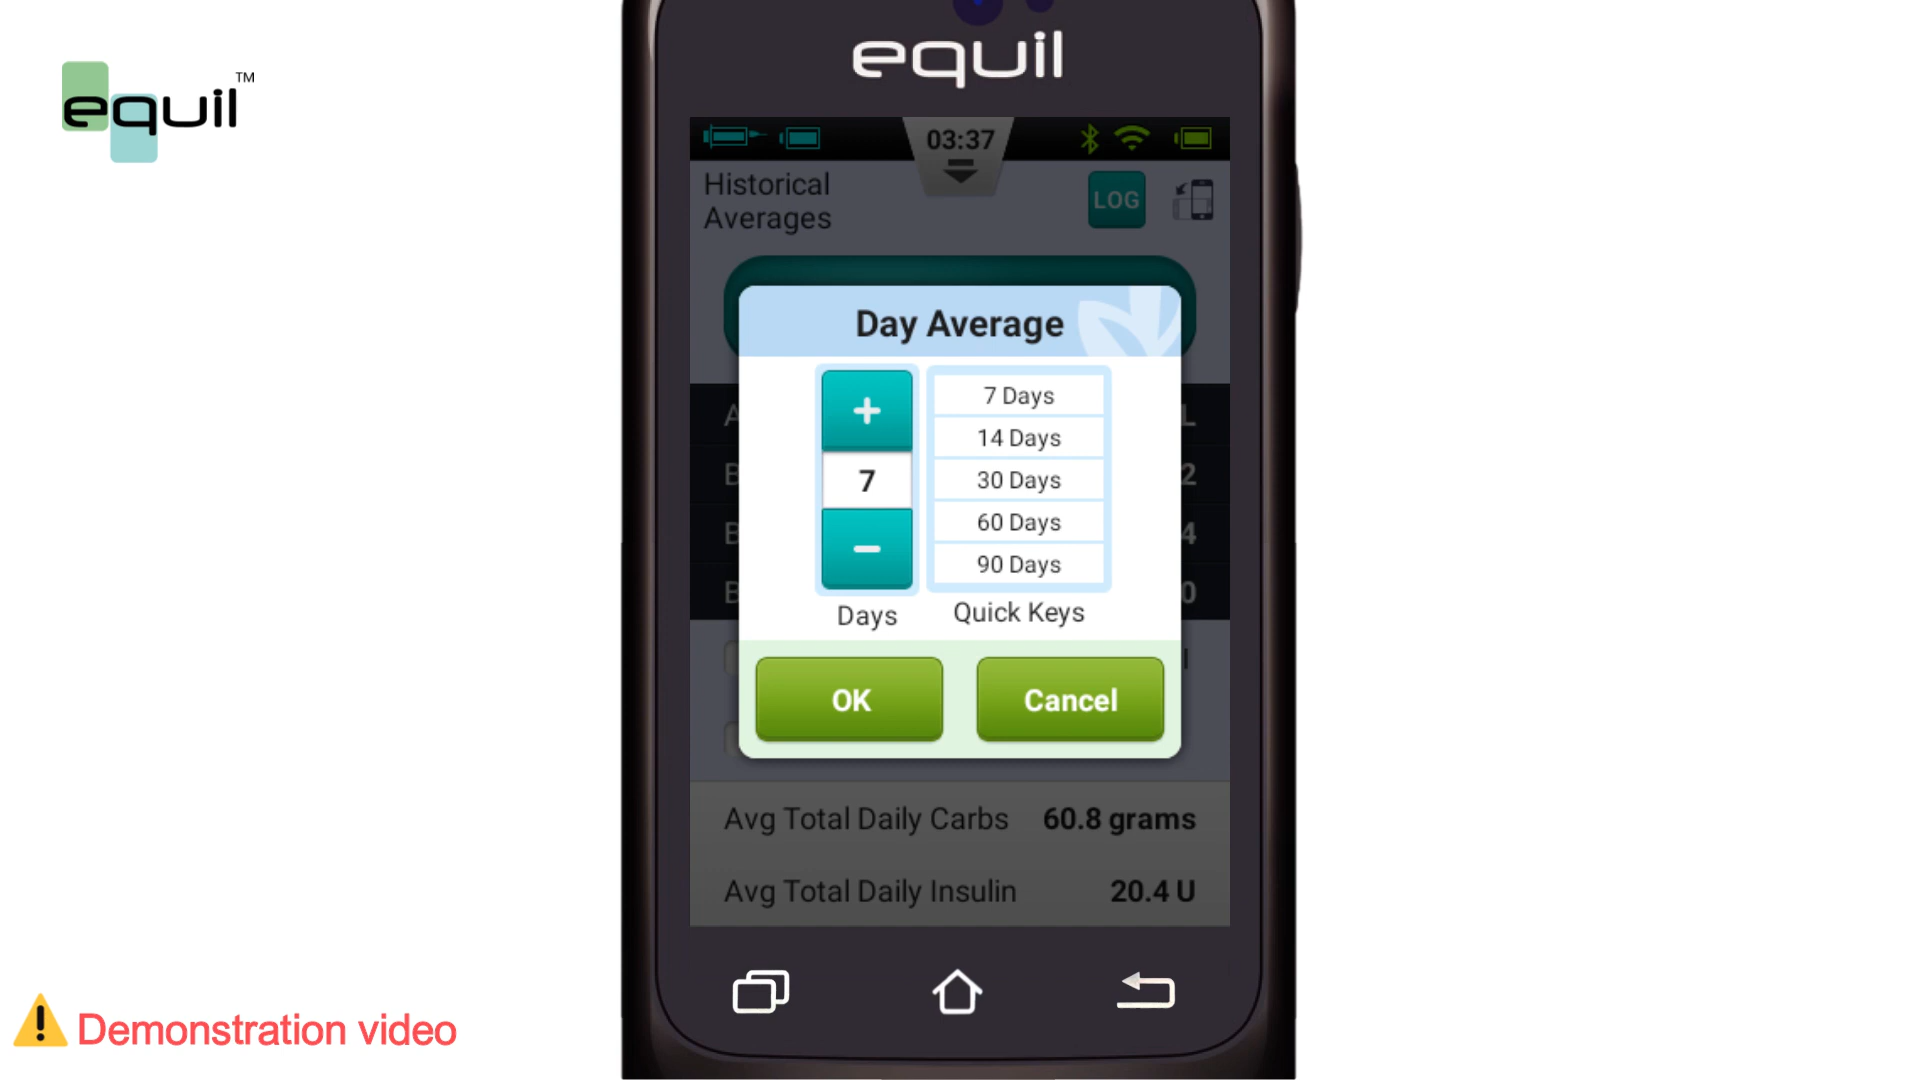 equil™
equil
03:37
Historical
Averages
LOG
Day Average
+
7 Days
14 Days
7
30 Days
60 Days
−
90 Days
Days
Quick Keys
OK
Cancel
Avg Total Daily Carbs 60.8 grams
Avg Total Daily Insulin 20.4 U
Demonstration video